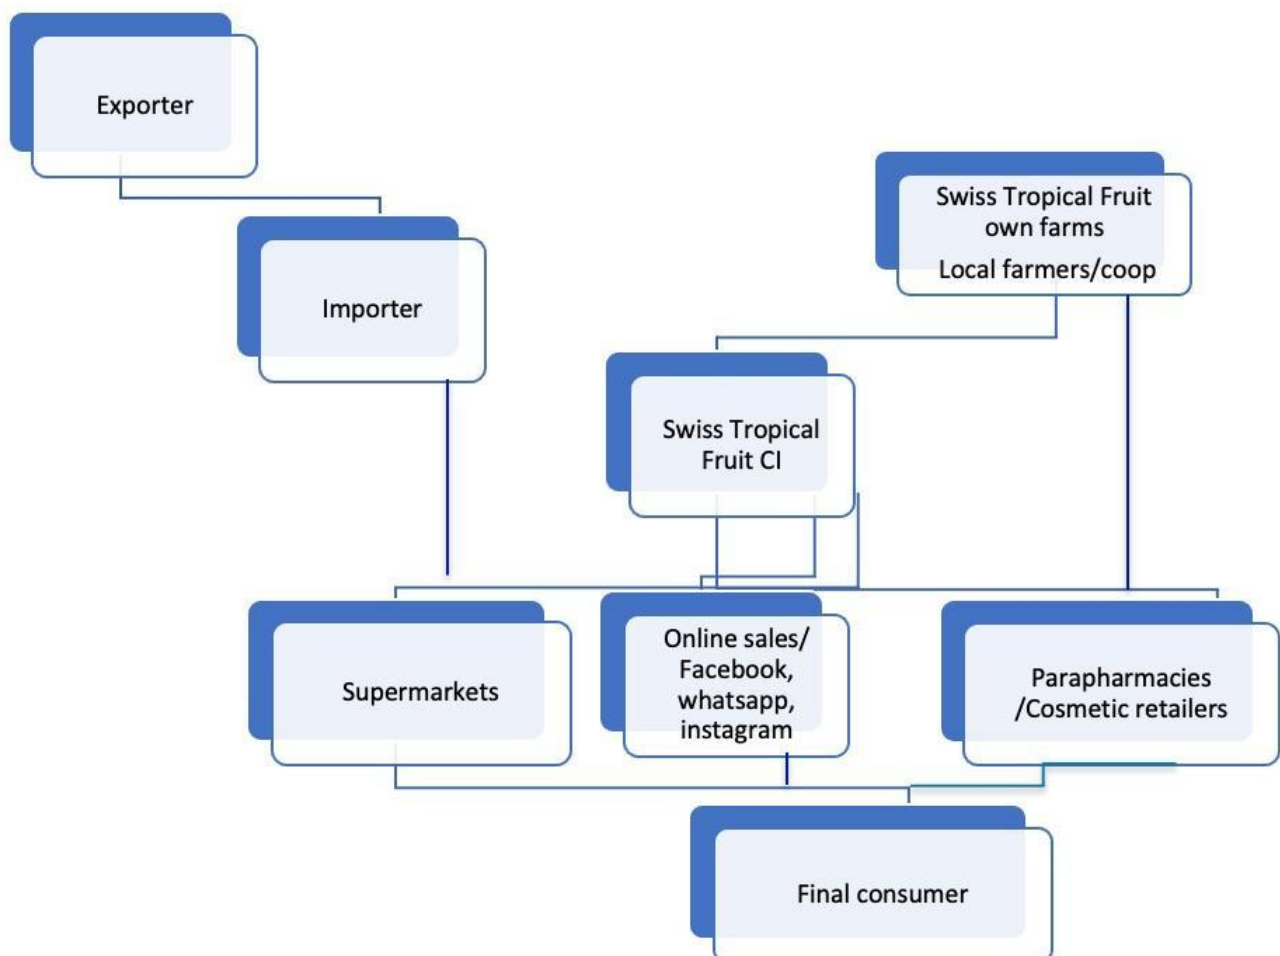 Exporter
Swiss Tropical Fruit
own farms
Local farmers/coop
Importer
Swiss Tropical
Fruit CI
Supermarkets
Online sales/
Facebook,
whatsapp,
instagram
Parapharmacies
/Cosmetic retailers
Final consumer